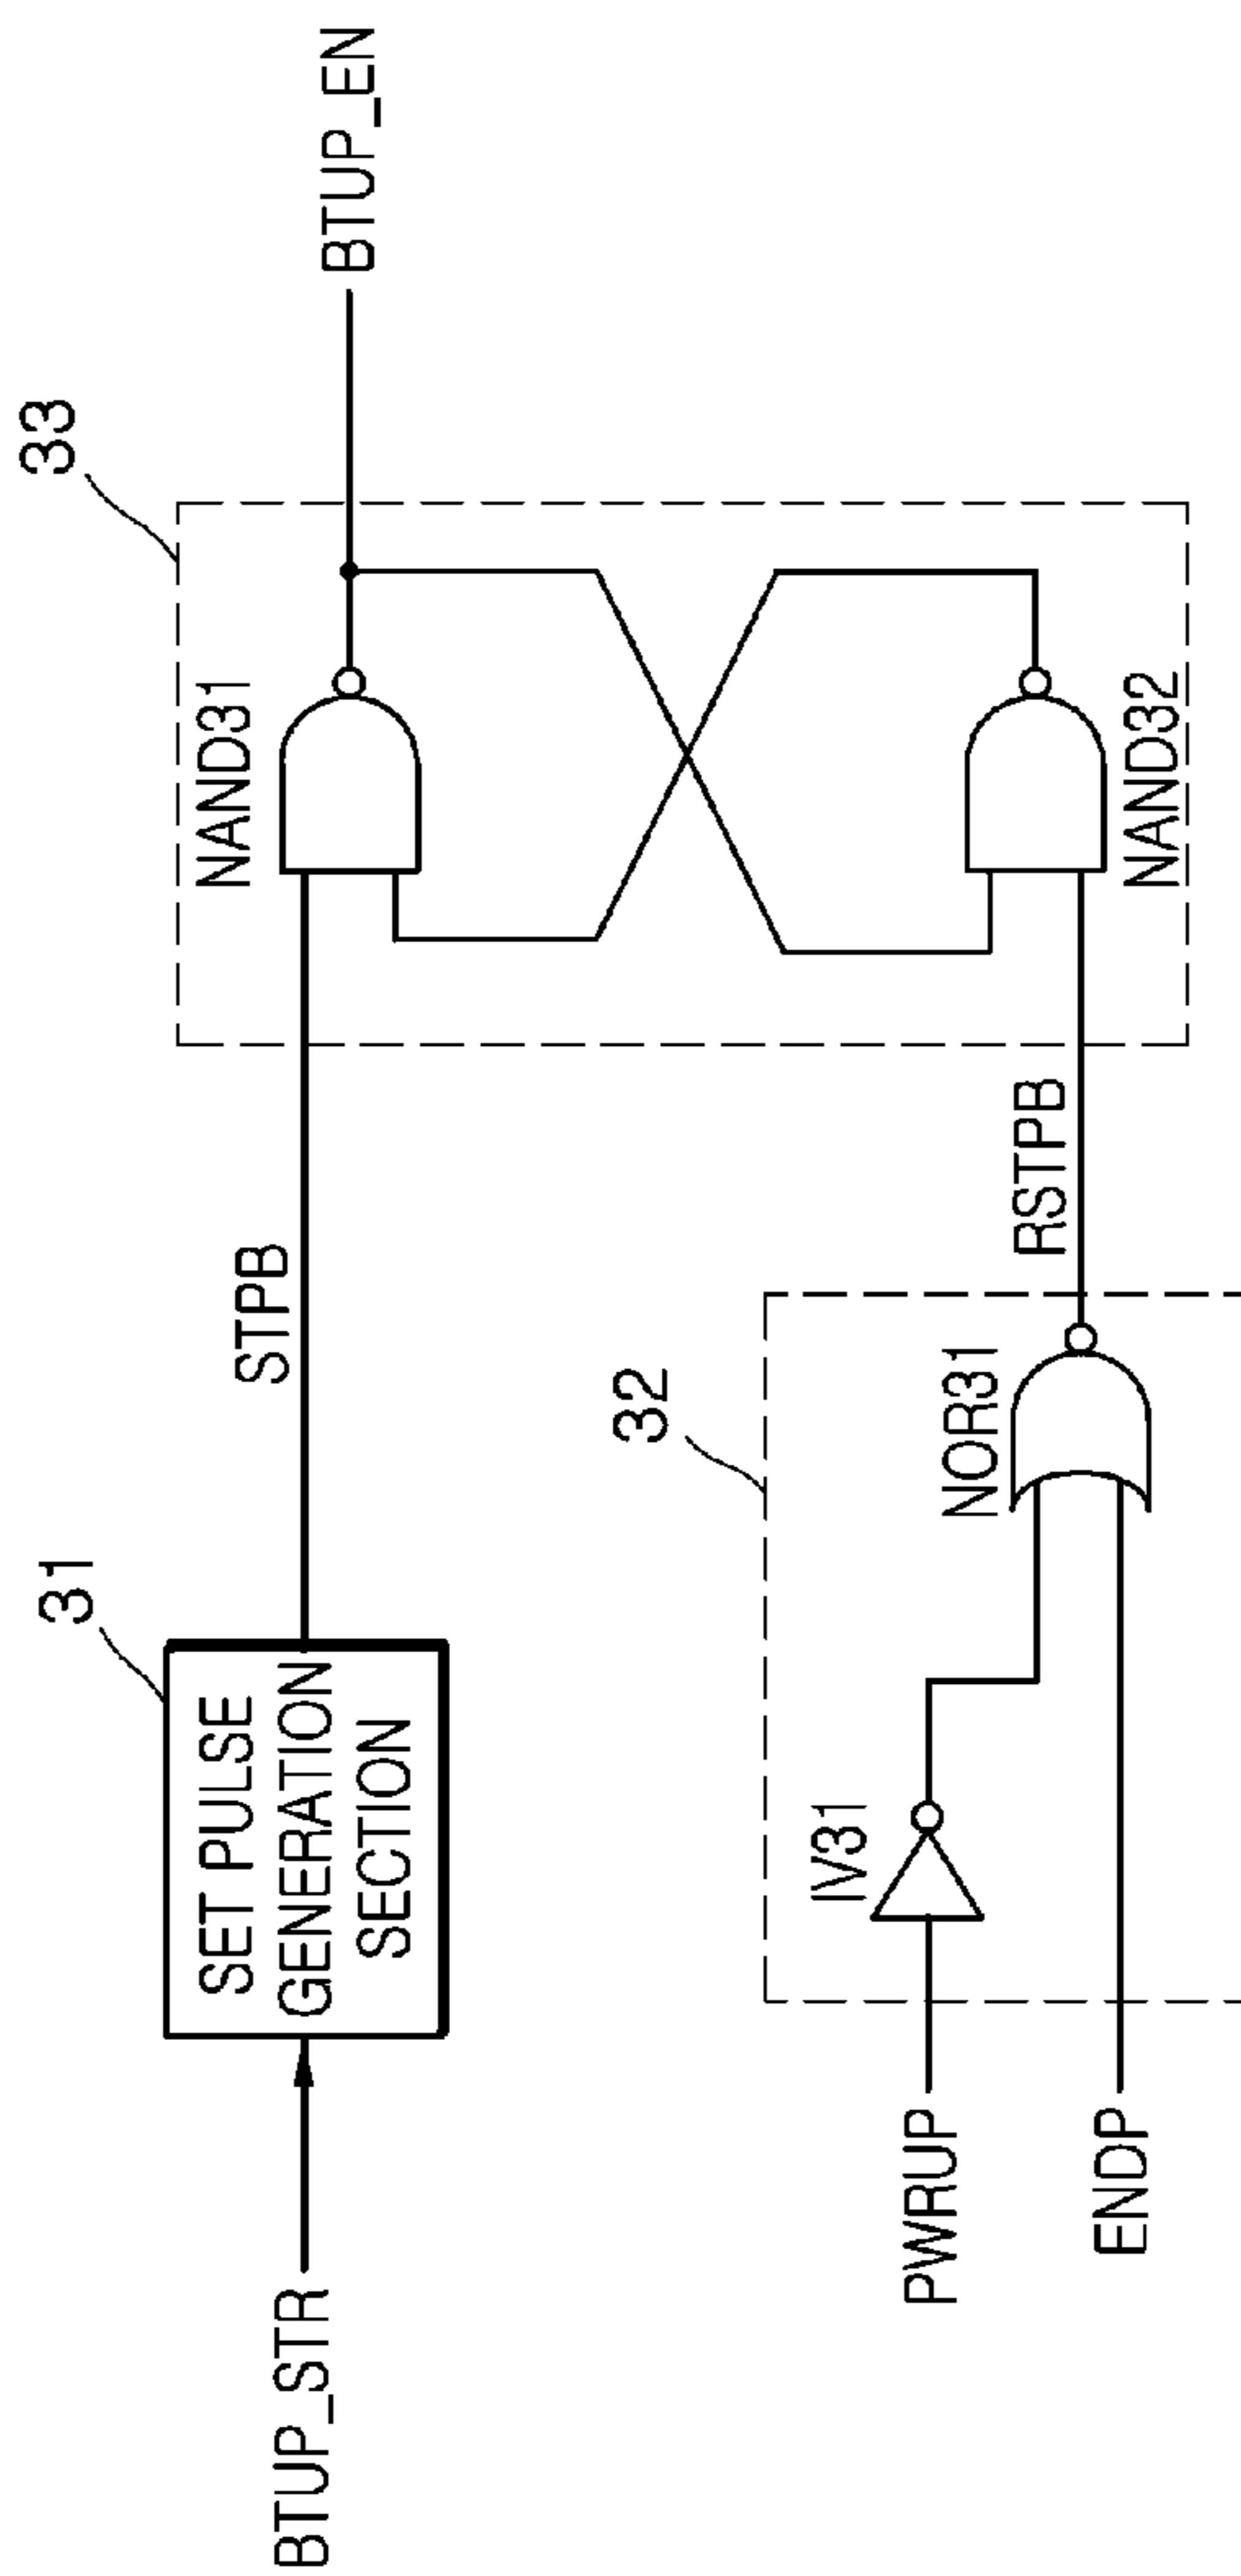 BTUP_STR
31
SET PULSE
GENERATION
SECTION
STPB
33
NAND31
BTUP_EN
32
PWRUP
IV31
ENDP
NOR31
RSTPB
NAND32